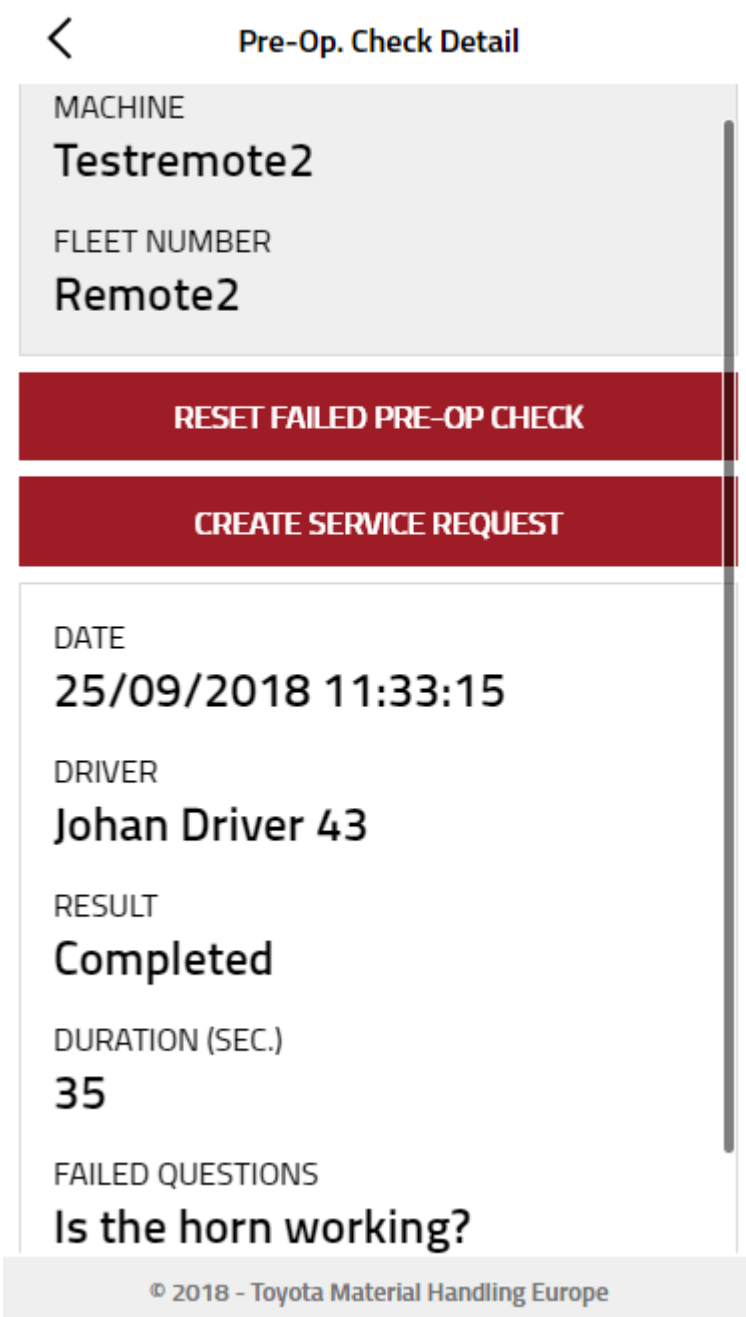 Pre-Op. Check Detail
MACHINE
Testremote2
FLEET NUMBER
Remote2
RESET FAILED PRE-OP CHECK
CREATE SERVICE REQUEST
DATE
25/09/2018 11:33:15
DRIVER
Johan Driver 43
RESULT
Completed
DURATION (SEC.)
35
FAILED QUESTIONS
Is the horn working?
© 2018 - Toyota Material Handling Europe